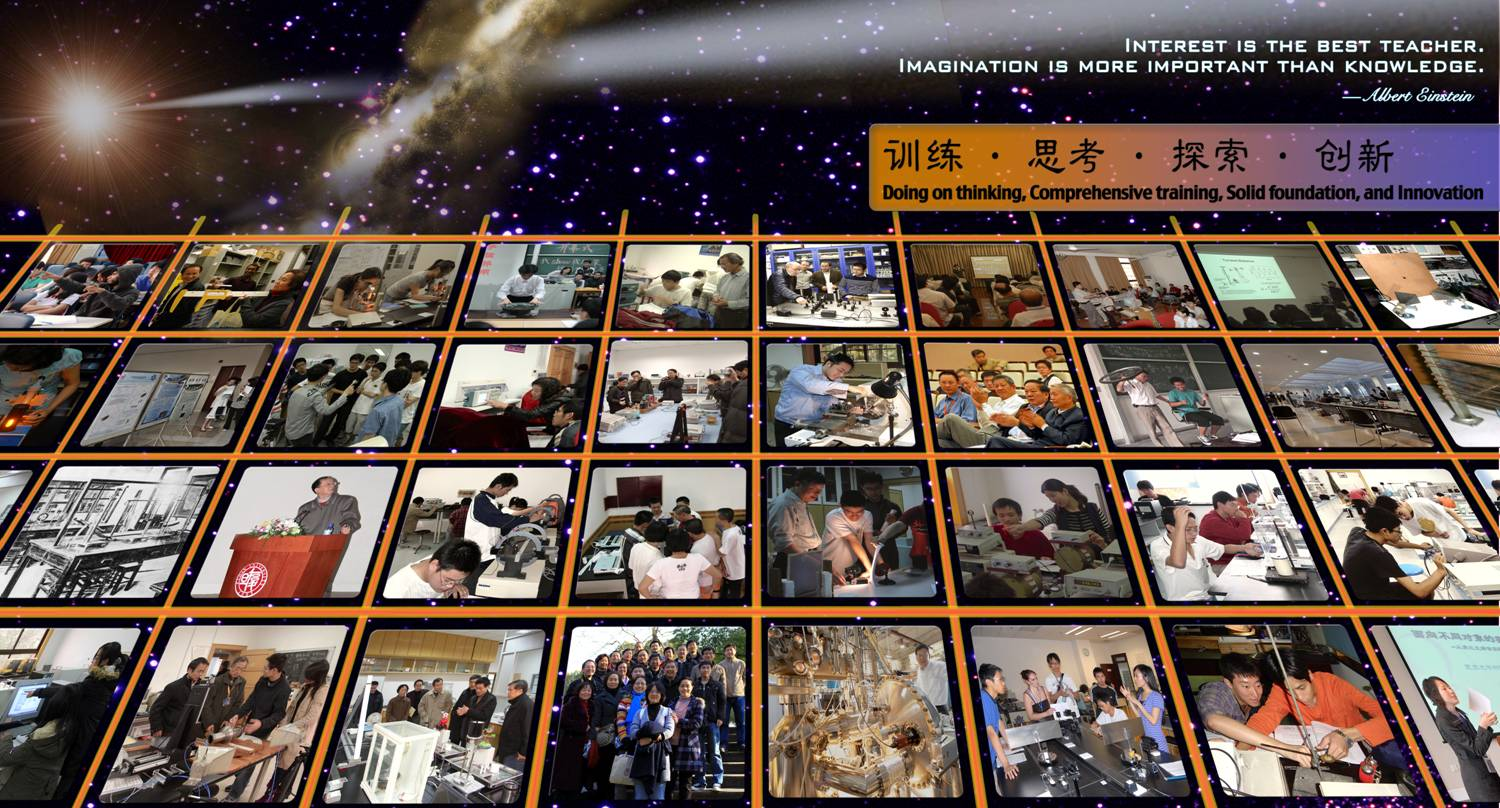 INTEREST IS THE BEST TEACHER.
IMAGINATION IS MORE IMPORTANT THAN KNOWLEDGE.
—Albert Einstein
训练 · 思考 · 探索 · 创新
Doing on thinking, Comprehensive training, Solid foundation, and Innovation